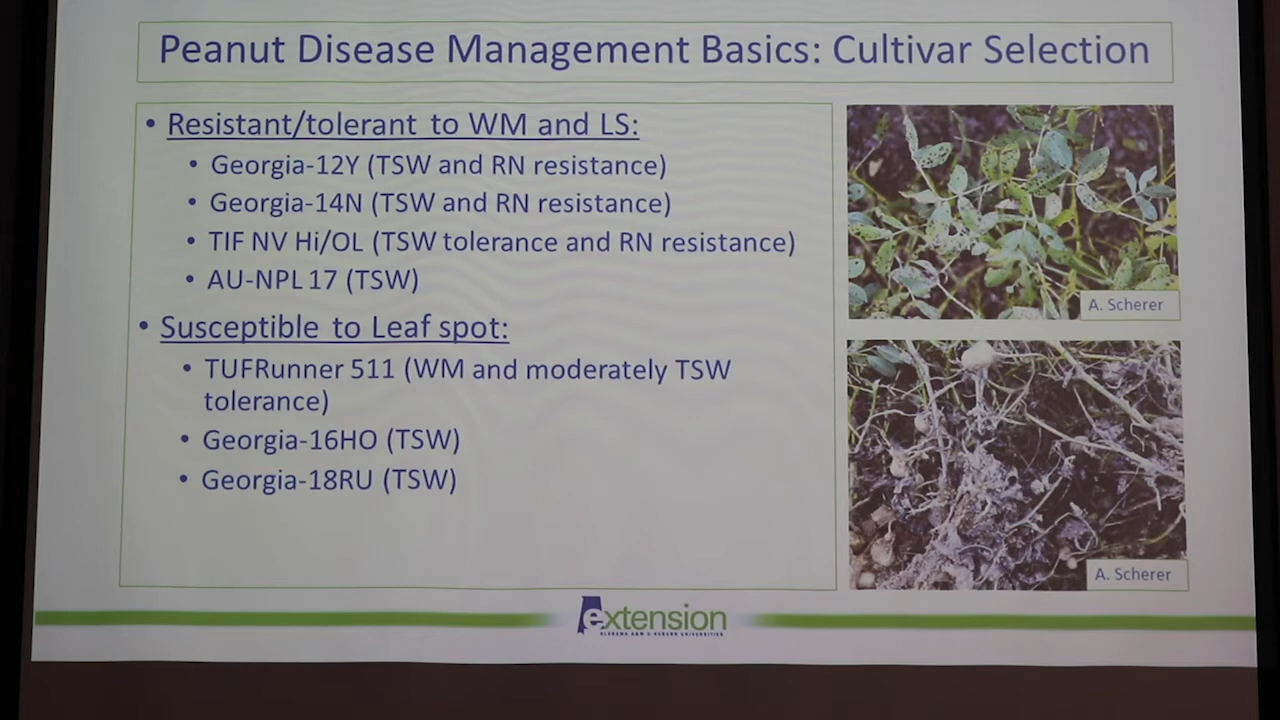 Peanut Disease Management Basics: Cultivar Selection
• Resistant/tolerant to WM and LS:
• Georgia-12Y (TSW and RN resistance)
• Georgia-14N (TSW and RN resistance)
• TIF NV Hi/OL (TSW tolerance and RN resistance)
• AU-NPL 17 (TSW)
• Susceptible to Leaf spot:
• TUFRunner 511 (WM and moderately TSW
tolerance)
• Georgia-16HO (TSW)
• Georgia-18RU (TSW)
A. Scherer
A. Scherer
extension
ALABAMA A&M & AUBURN UNIVERSITIES